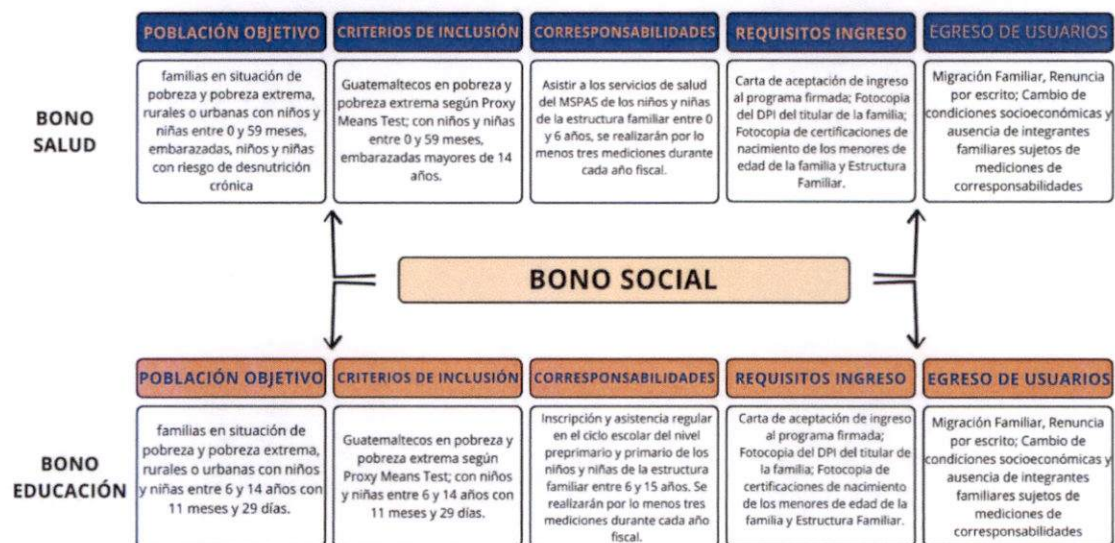 POBLACIÓN OBJETIVO
CRITERIOS DE INCLUSIÓN
CORRESPONSABILIDADES
REQUISITOS INGRESO
EGRESO DE USUARIOS
BONO
SALUD
familias en situación de
pobreza y pobreza extrema,
rurales o urbanas con niños y
niñas entre 0 y 59 meses,
embarazadas, niños y niñas
con riesgo de desnutrición
crónica
Guatemaltecos en pobreza y
pobreza extrema según Proxy
Means Test; con niños y niñas
entre 0 y 59 meses,
embarazadas mayores de 14
años.
Asistir a los servicios de salud
del MSPAS de los niños y niñas
de la estructura familiar entre 0
y 6 años, se realizarán por lo
menos tres mediciones durante
cada año fiscal.
Carta de aceptación de ingreso
al programa firmada; Fotocopia
del DPI del titular de la familia;
Fotocopia de certificaciones de
nacimiento de los menores de
edad de la familia y Estructura
Familiar.
Migración Familiar, Renuncia
por escrito; Cambio de
condiciones socioeconómicas y
ausencia de integrantes
familiares sujetos de
mediciones de
corresponsabilidades
BONO SOCIAL
POBLACIÓN OBJETIVO
CRITERIOS DE INCLUSIÓN
CORRESPONSABILIDADES
REQUISITOS INGRESO
EGRESO DE USUARIOS
BONO
EDUCACIÓN
familias en situación de
pobreza y pobreza extrema,
rurales o urbanas con niños
y niñas entre 6 y 14 años con
11 meses y 29 días.
Guatemaltecos en pobreza y
pobreza extrema según
Proxy Means Test; con niños
y niñas entre 6 y 14 años con
11 meses y 29 días.
Inscripción y asistencia regular
en el ciclo escolar del nivel
preprimario y primario de los
niños y niñas de la estructura
familiar entre 6 y 15 años. Se
realizarán por lo menos tres
mediciones durante cada año
fiscal.
Carta de aceptación de ingreso
al programa firmada;
Fotocopia del DPI del titular de
la familia; Fotocopia de
certificaciones de nacimiento
de los menores de edad de la
familia y Estructura Familiar.
Migración Familiar, Renuncia
por escrito; Cambio de
condiciones socioeconómicas y
ausencia de integrantes
familiares sujetos de
mediciones de
corresponsabilidades